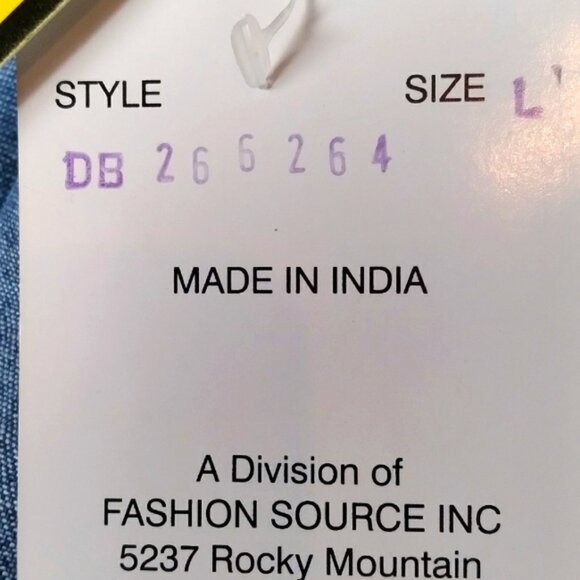 STYLE SIZE L
DB 266264
MADE IN INDIA
A Division of
FASHION SOURCE INC
5237 Rocky Mountain